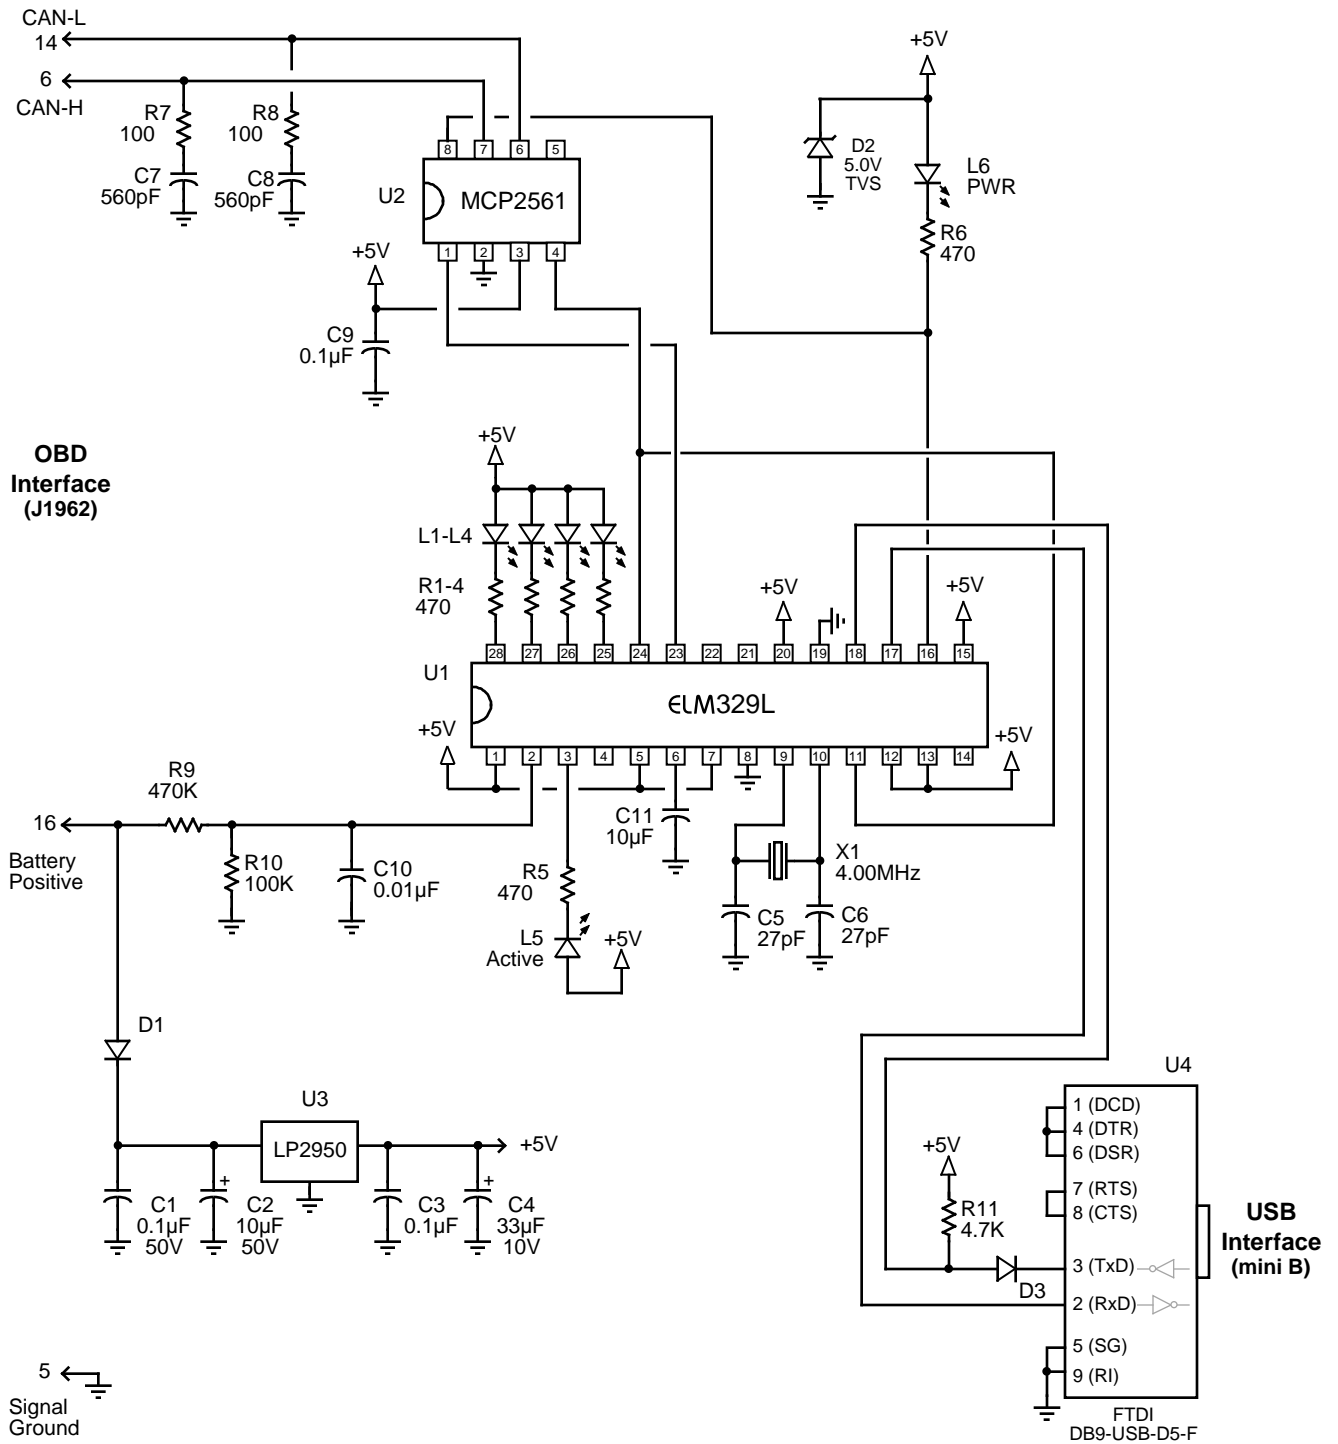 CAN-L
14
6
CAN-H
R7
100
R8
100
C7
560pF
C8
560pF
8
7
6
5
U2
MCP2561
1
2
3
4
+5V
D2
5.0V
TVS
L6
PWR
R6
470
+5V
C9
0.1µF
OBD
Interface
(J1962)
+5V
L1-L4
R1-4
470
+5V
+5V
28
27
26
25
24
23
22
21
20
19
18
17
16
15
U1
ELM329L
+5V
+5V
1
2
3
4
5
6
7
8
9
10
11
12
13
14
R9
470K
16
Battery
Positive
R10
100K
C10
0.01µF
C11
10µF
R5
470
L5
Active
+5V
X1
4.00MHz
C5
27pF
C6
27pF
D1
U3
LP2950
+5V
C1
0.1µF
50V
+
C2
10µF
50V
C3
0.1µF
+
C4
33µF
10V
U4
1 (DCD)
4 (DTR)
6 (DSR)
7 (RTS)
8 (CTS)
3 (TxD)
2 (RxD)
5 (SG)
9 (RI)
+5V
R11
4.7K
D3
USB
Interface
(mini B)
FTDI
DB9-USB-D5-F
5
Signal
Ground